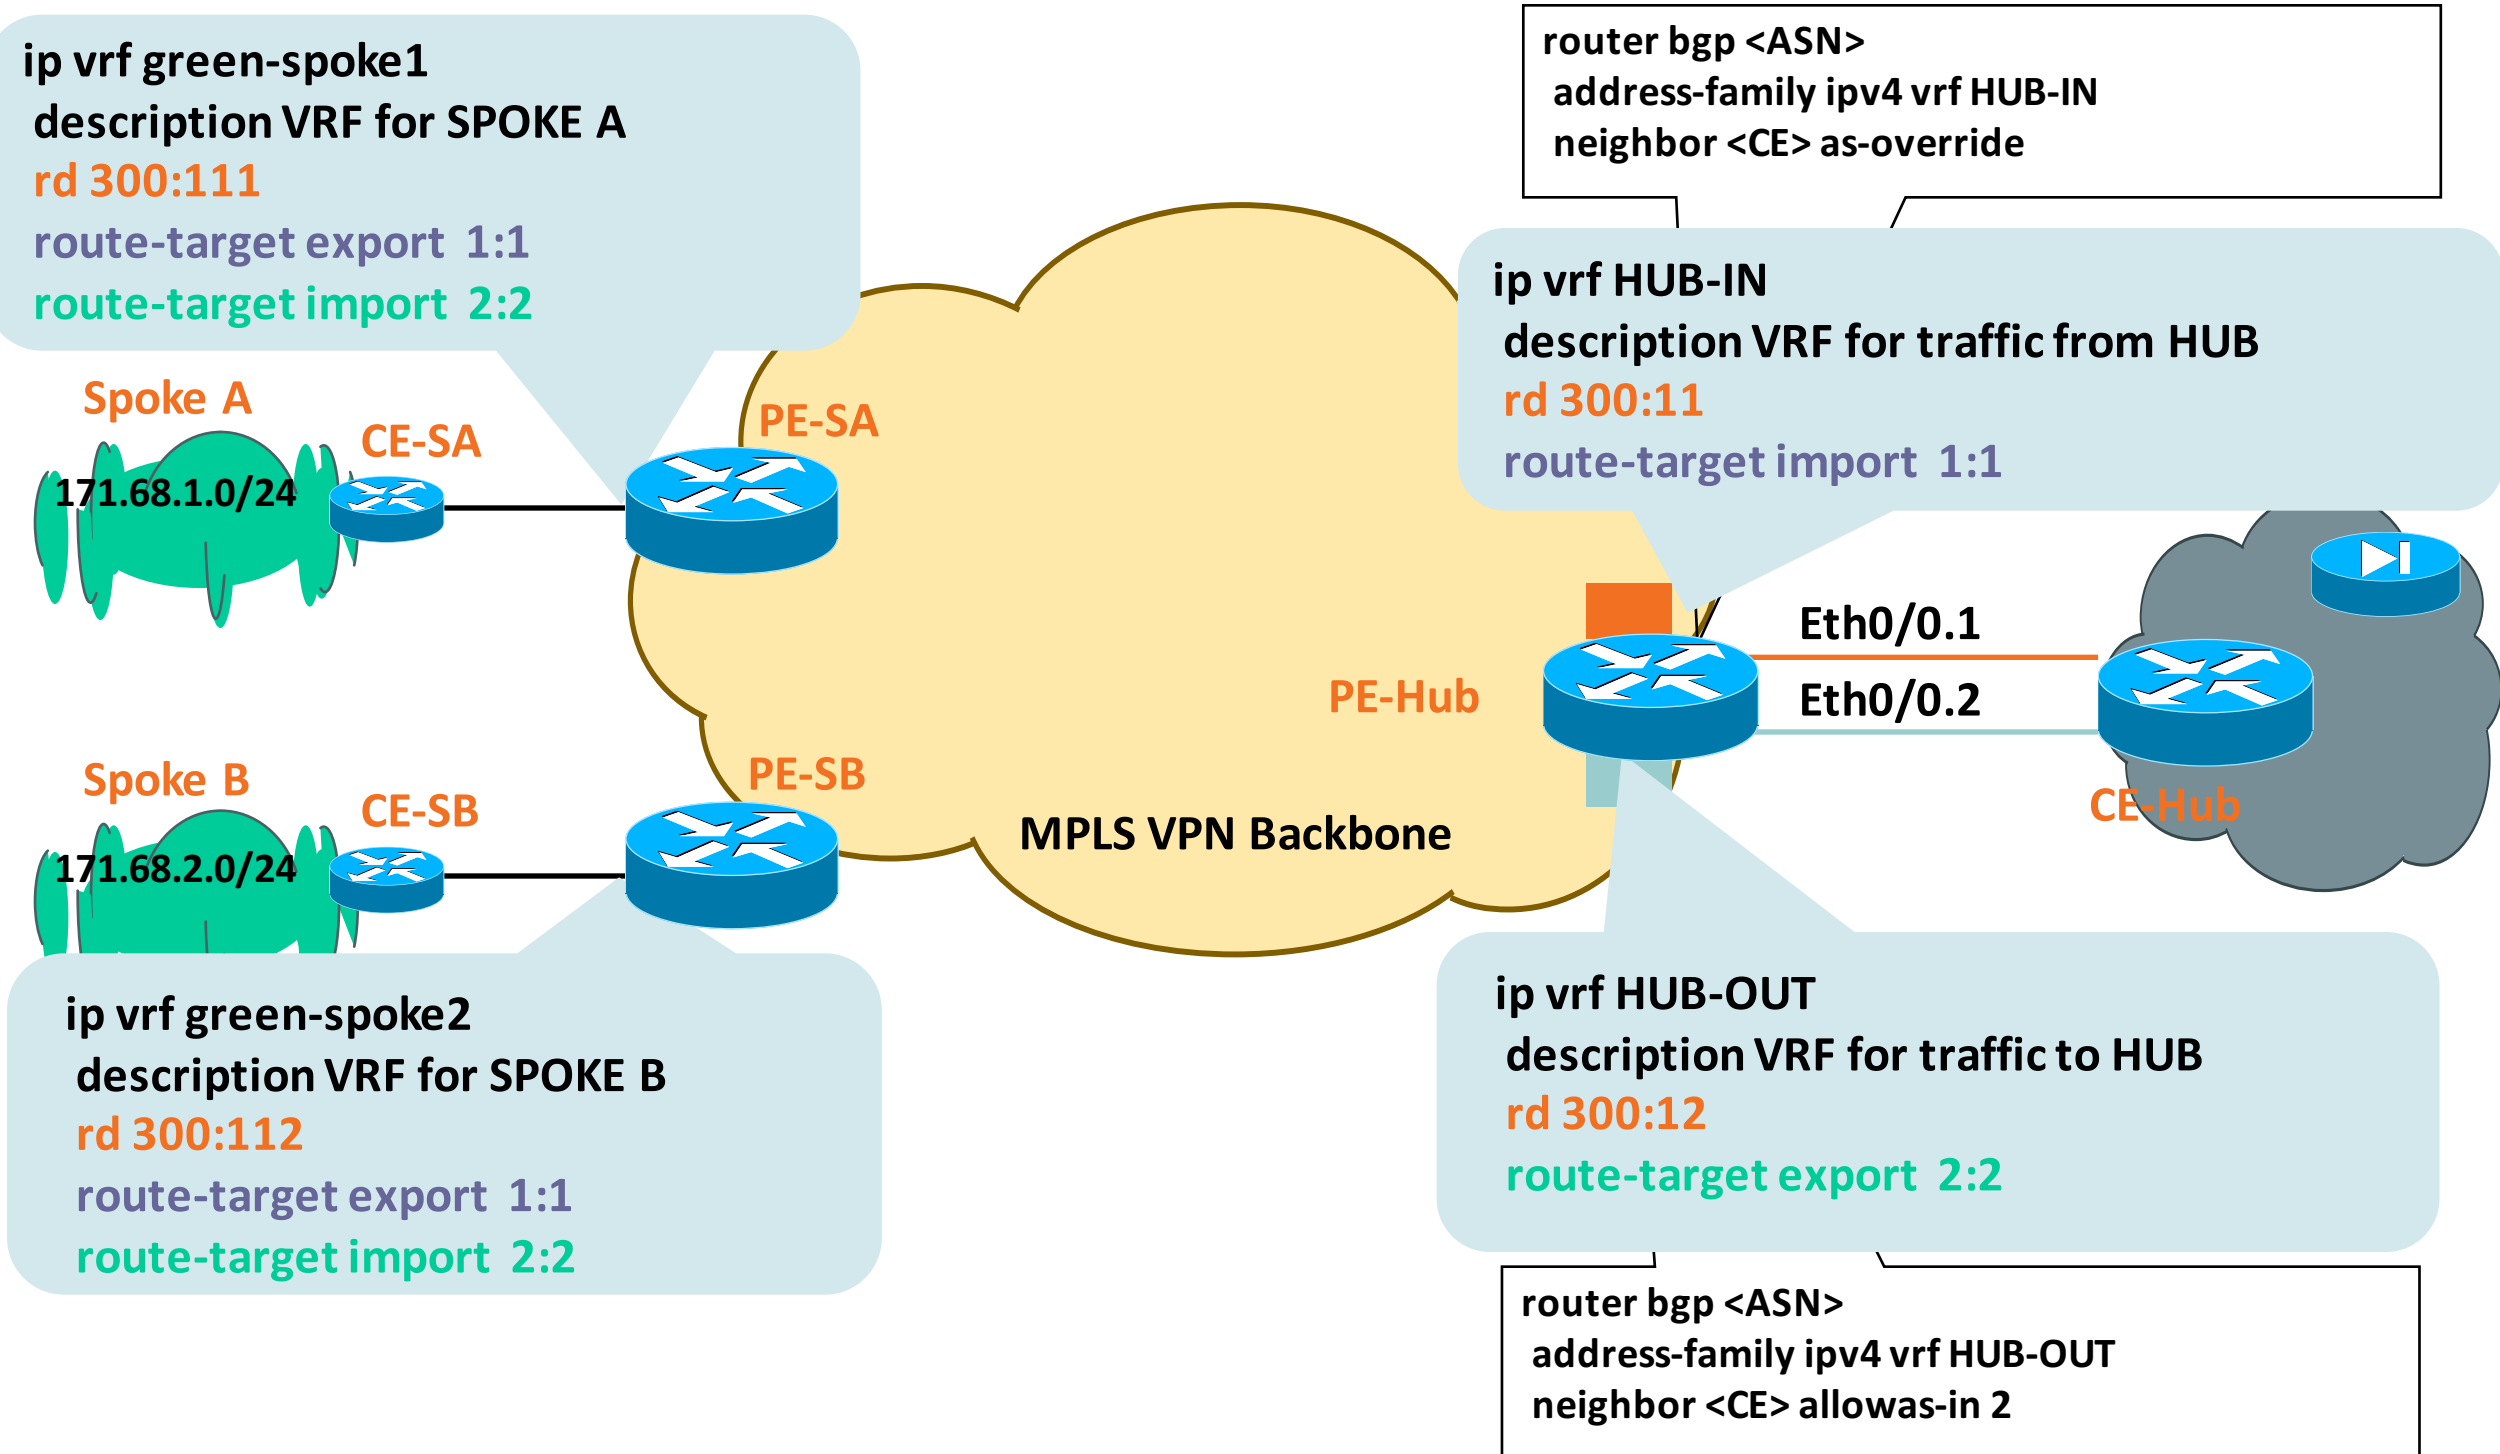 ip vrf green-spoke1
description VRF for SPOKE A
rd 300:111
route-target export 1:1
route-target import 2:2
router bgp <ASN>
address-family ipv4 vrf HUB-IN
neighbor <CE> as-override
ip vrf HUB-IN
description VRF for traffic from HUB
rd 300:11
route-target import 1:1
Spoke A
CE-SA
PE-SA
171.68.1.0/24
Eth0/0.1
PE-Hub
Eth0/0.2
Spoke B
CE-SB
PE-SB
171.68.2.0/24
MPLS VPN Backbone
CE-Hub
ip vrf green-spoke2
description VRF for SPOKE B
rd 300:112
route-target export 1:1
route-target import 2:2
ip vrf HUB-OUT
description VRF for traffic to HUB
rd 300:12
route-target export 2:2
router bgp <ASN>
address-family ipv4 vrf HUB-OUT
neighbor <CE> allowas-in 2